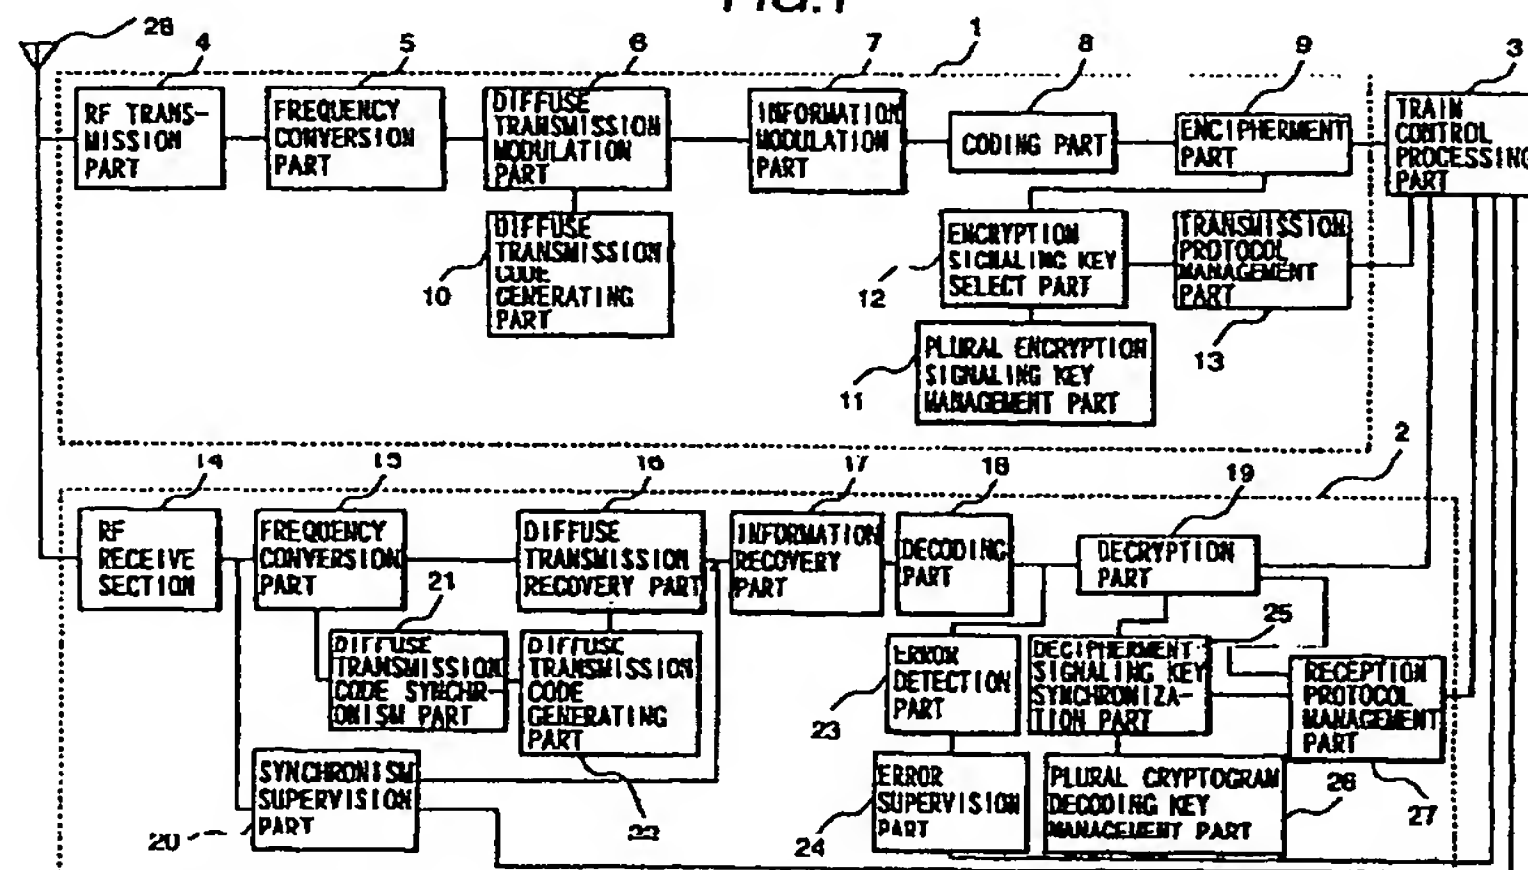 FIG.1
28
4
5
6
7
1
8
9
3
RF TRANS-
MISSION
PART
FREQUENCY
CONVERSION
PART
DIFFUSE
TRANSMISSION
MODULATION
PART
INFORMATION
MODULATION
PART
CODING PART
ENCIPHERMENT
PART
TRAIN
CONTROL
PROCESSING
PART
DIFFUSE
TRANSMISSION
CODE
GENERATING
PART
10
ENCRYPTION
SIGNALING KEY
SELECT PART
12
TRANSMISSION
PROTOCOL
MANAGEMENT
PART
13
PLURAL ENCRYPTION
SIGNALING KEY
MANAGEMENT PART
11
14
15
16
17
18
19
2
RF
RECEIVE
SECTION
FREQUENCY
CONVERSION
PART
DIFFUSE
TRANSMISSION
RECOVERY PART
INFORMATION
RECOVERY
PART
DECODING
PART
DECRYPTION
PART
21
DIFFUSE
TRANSMISSION
CODE SYNCHR-
ONISM PART
DIFFUSE
TRANSMISSION
CODE
GENERATING
PART
22
ERROR
DETECTION
PART
23
DECIPHERMENT
SIGNALING KEY
SYNCHRONIZA-
TION PART
25
RECEPTION
PROTOCOL
MANAGEMENT
PART
27
SYNCHRONISM
SUPERVISION
PART
20
ERROR
SUPERVISION
PART
24
PLURAL CRYPTOGRAM
DECODING KEY
MANAGEMENT PART
26